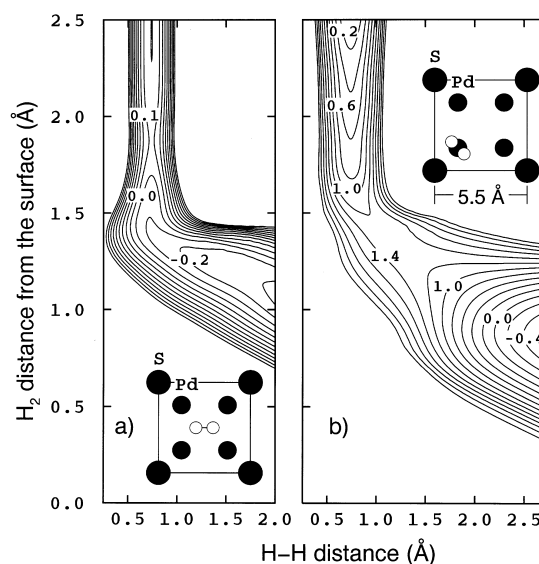 H2 distance from the surface (Å)
2.5
2.0
1.5
1.0
0.5
0.0
0.1
0.0
-0.2
S
Pd
a)
0.5 1.0 1.5 2.0
0.2
0.6
1.0
1.4
1.0
0.0
-0.4
S
Pd
5.5 Å
b)
0.5 1.0 1.5 2.0 2.5
H-H distance (Å)